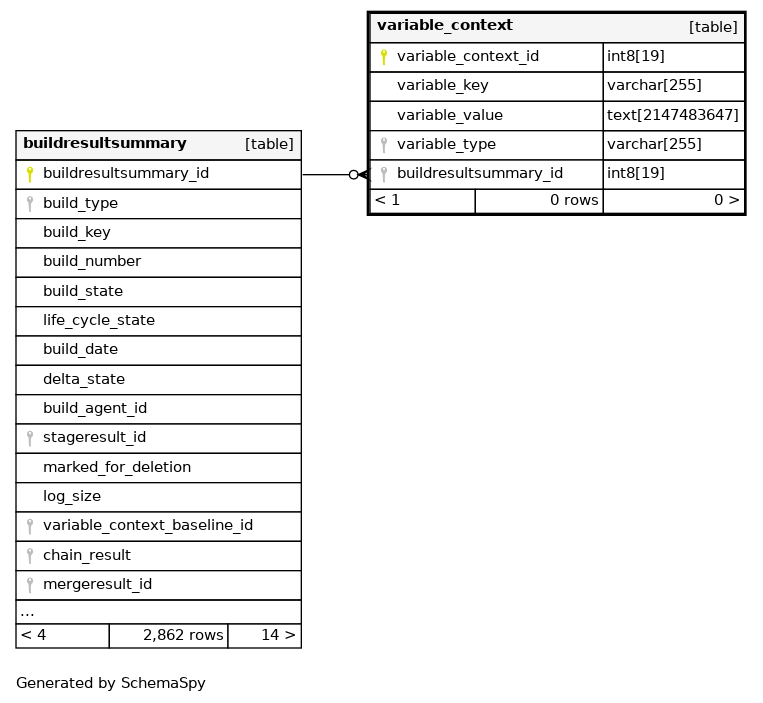 variable_context [table]
variable_context_id int8[19]
variable_key varchar[255]
variable_value text[2147483647]
variable_type varchar[255]
buildresultsummary_id int8[19]
< 1 0 rows 0 >
buildresultsummary [table]
buildresultsummary_id
build_type
build_key
build_number
build_state
life_cycle_state
build_date
delta_state
build_agent_id
stageresult_id
marked_for_deletion
log_size
variable_context_baseline_id
chain_result
mergeresult_id
...
< 4 2,862 rows 14 >
Generated by SchemaSpy